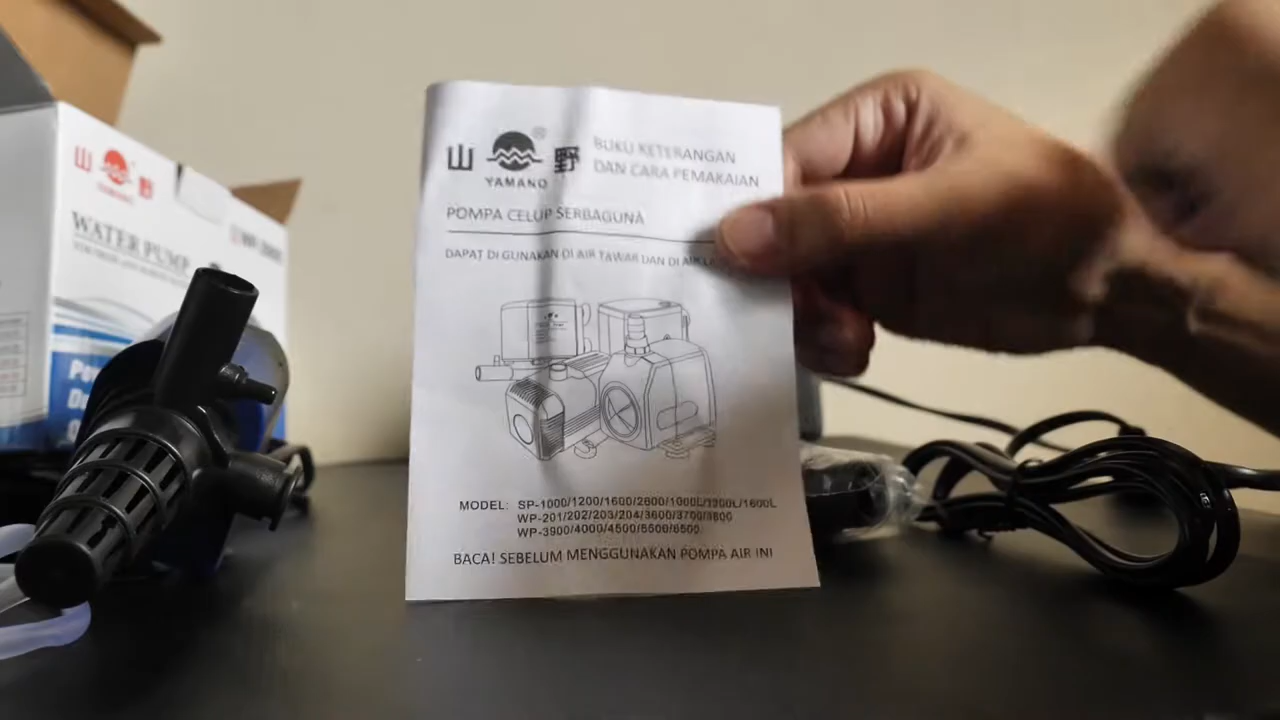 山 野
YAMANO
BUKU KETERANGAN
DAN CARA PEMAKAIAN
POMPA CELUP SERBAGUNA
DAPAT DI GUNAKAN DI AIR TAWAR DAN DI AIR
MODEL: SP-1000/1200/1600/2800/1000L/1200L/1600L
WP-201/202/203/204/3600/3700/3800
WP-3900/4000/4500/5500/6500
BACA! SEBELUM MENGGUNAKAN POMPA AIR INI
山 野
YAMANO
WATER PUMP